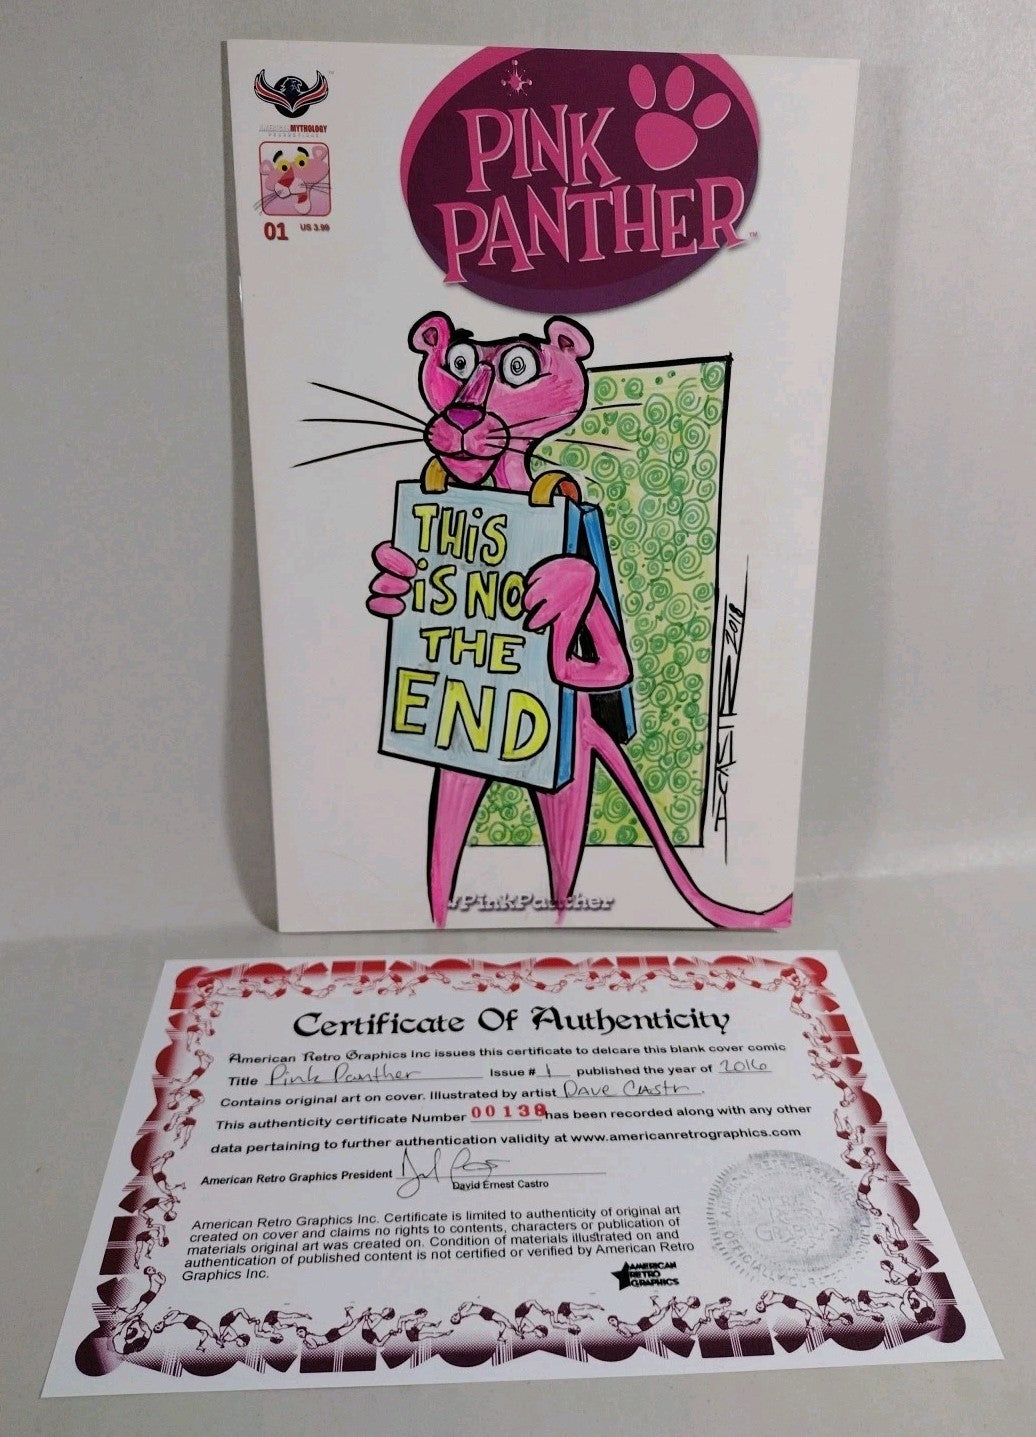 AMERICAN MYTHOLOGY
PRODUCTIONS
01 US 3.99
PINK
PANTHER
TM
THiS
iS NO
THE
END
DCASTR 2018
#PinkPanther
Certificate Of Authenticity
American Retro Graphics Inc issues this certificate to delcare this blank cover comic
Title Pink Panther Issue # 1 published the year of 2016
Contains original art on cover. Illustrated by artist Dave Castr.
This authenticity certificate Number 00138 has been recorded along with any other
data pertaining to further authentication validity at www.americanretrographics.com
American Retro Graphics President
David Ernest Castro
American Retro Graphics Inc. Certificate is limited to authenticity of original art
created on cover and claims no rights to contents, characters or publication of
materials original art was created on. Condition of materials illustrated on and
authentication of published content is not certified or verified by American Retro
Graphics Inc.
AMERICAN
RETRO
GRAPHICS